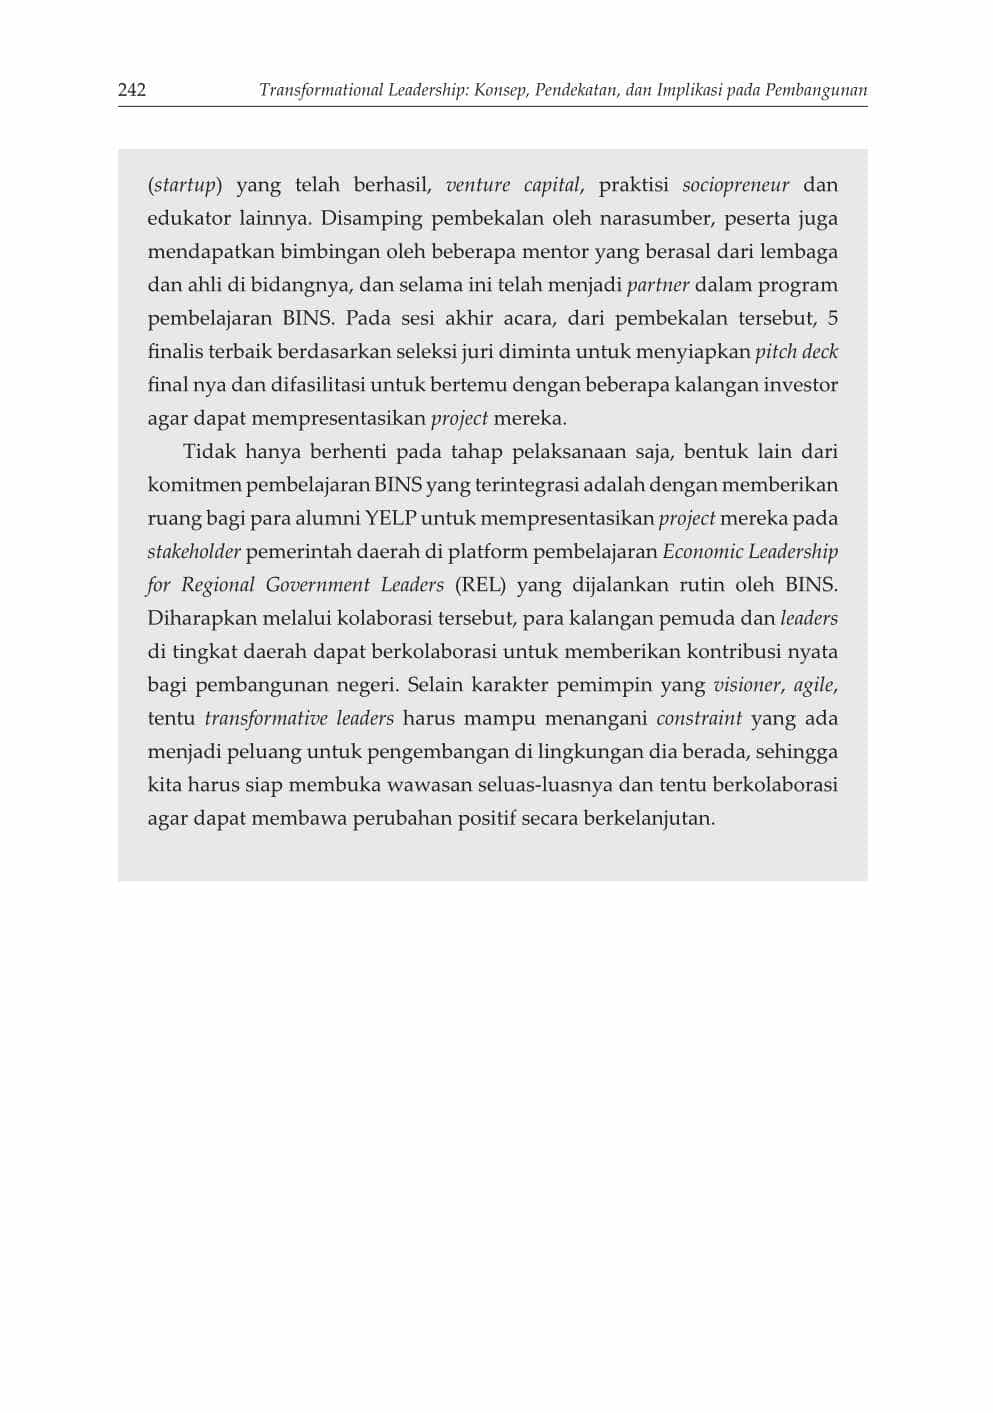 242
Transformational Leadership: Konsep, Pendekatan, dan Implikasi pada Pembangunan
(startup) yang telah berhasil, venture capital, praktisi sociopreneur dan
edukator lainnya. Disamping pembekalan oleh narasumber, peserta juga
mendapatkan bimbingan oleh beberapa mentor yang berasal dari lembaga
dan ahli di bidangnya, dan selama ini telah menjadi partner dalam program
pembelajaran BINS. Pada sesi akhir acara, dari pembekalan tersebut, 5
finalis terbaik berdasarkan seleksi juri diminta untuk menyiapkan pitch deck
final nya dan difasilitasi untuk bertemu dengan beberapa kalangan investor
agar dapat mempresentasikan project mereka.
Tidak hanya berhenti pada tahap pelaksanaan saja, bentuk lain dari
komitmen pembelajaran BINS yang terintegrasi adalah dengan memberikan
ruang bagi para alumni YELP untuk mempresentasikan project mereka pada
stakeholder pemerintah daerah di platform pembelajaran Economic Leadership
for Regional Government Leaders (REL) yang dijalankan rutin oleh BINS.
Diharapkan melalui kolaborasi tersebut, para kalangan pemuda dan leaders
di tingkat daerah dapat berkolaborasi untuk memberikan kontribusi nyata
bagi pembangunan negeri. Selain karakter pemimpin yang visioner, agile,
tentu transformative leaders harus mampu menangani constraint yang ada
menjadi peluang untuk pengembangan di lingkungan dia berada, sehingga
kita harus siap membuka wawasan seluas-luasnya dan tentu berkolaborasi
agar dapat membawa perubahan positif secara berkelanjutan.